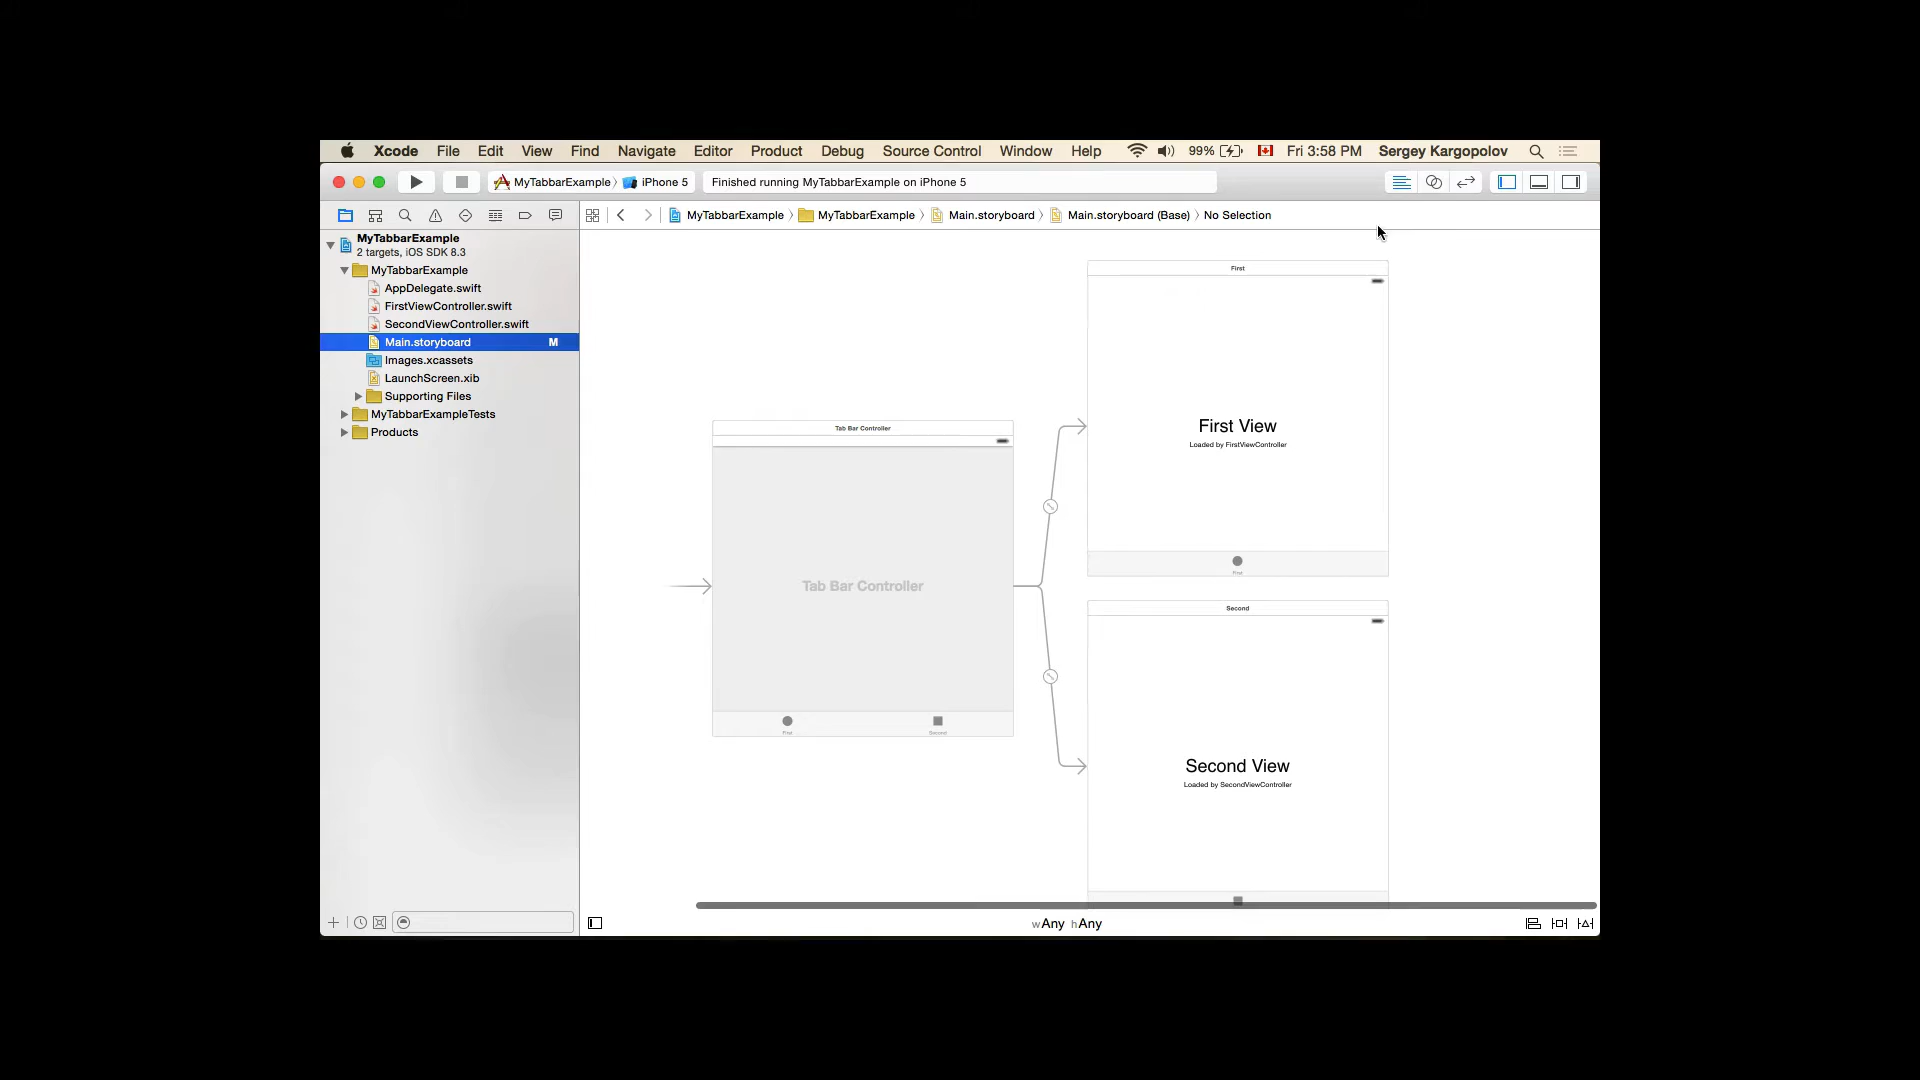 Xcode File Edit View Find Navigate Editor Product Debug Source Control Window Help 99% Fri 3:58 PM Sergey Kargopolov
MyTabbarExample iPhone 5 Finished running MyTabbarExample on iPhone 5
MyTabbarExample MyTabbarExample Main.storyboard Main.storyboard (Base) No Selection
MyTabbarExample
2 targets, iOS SDK 8.3
MyTabbarExample
AppDelegate.swift
FirstViewController.swift
SecondViewController.swift
Main.storyboard M
Images.xcassets
LaunchScreen.xib
Supporting Files
MyTabbarExampleTests
Products
First
First View
Loaded by FirstViewController
First
Tab Bar Controller
Tab Bar Controller
First Second
Second
Second View
Loaded by SecondViewController
wAny hAny